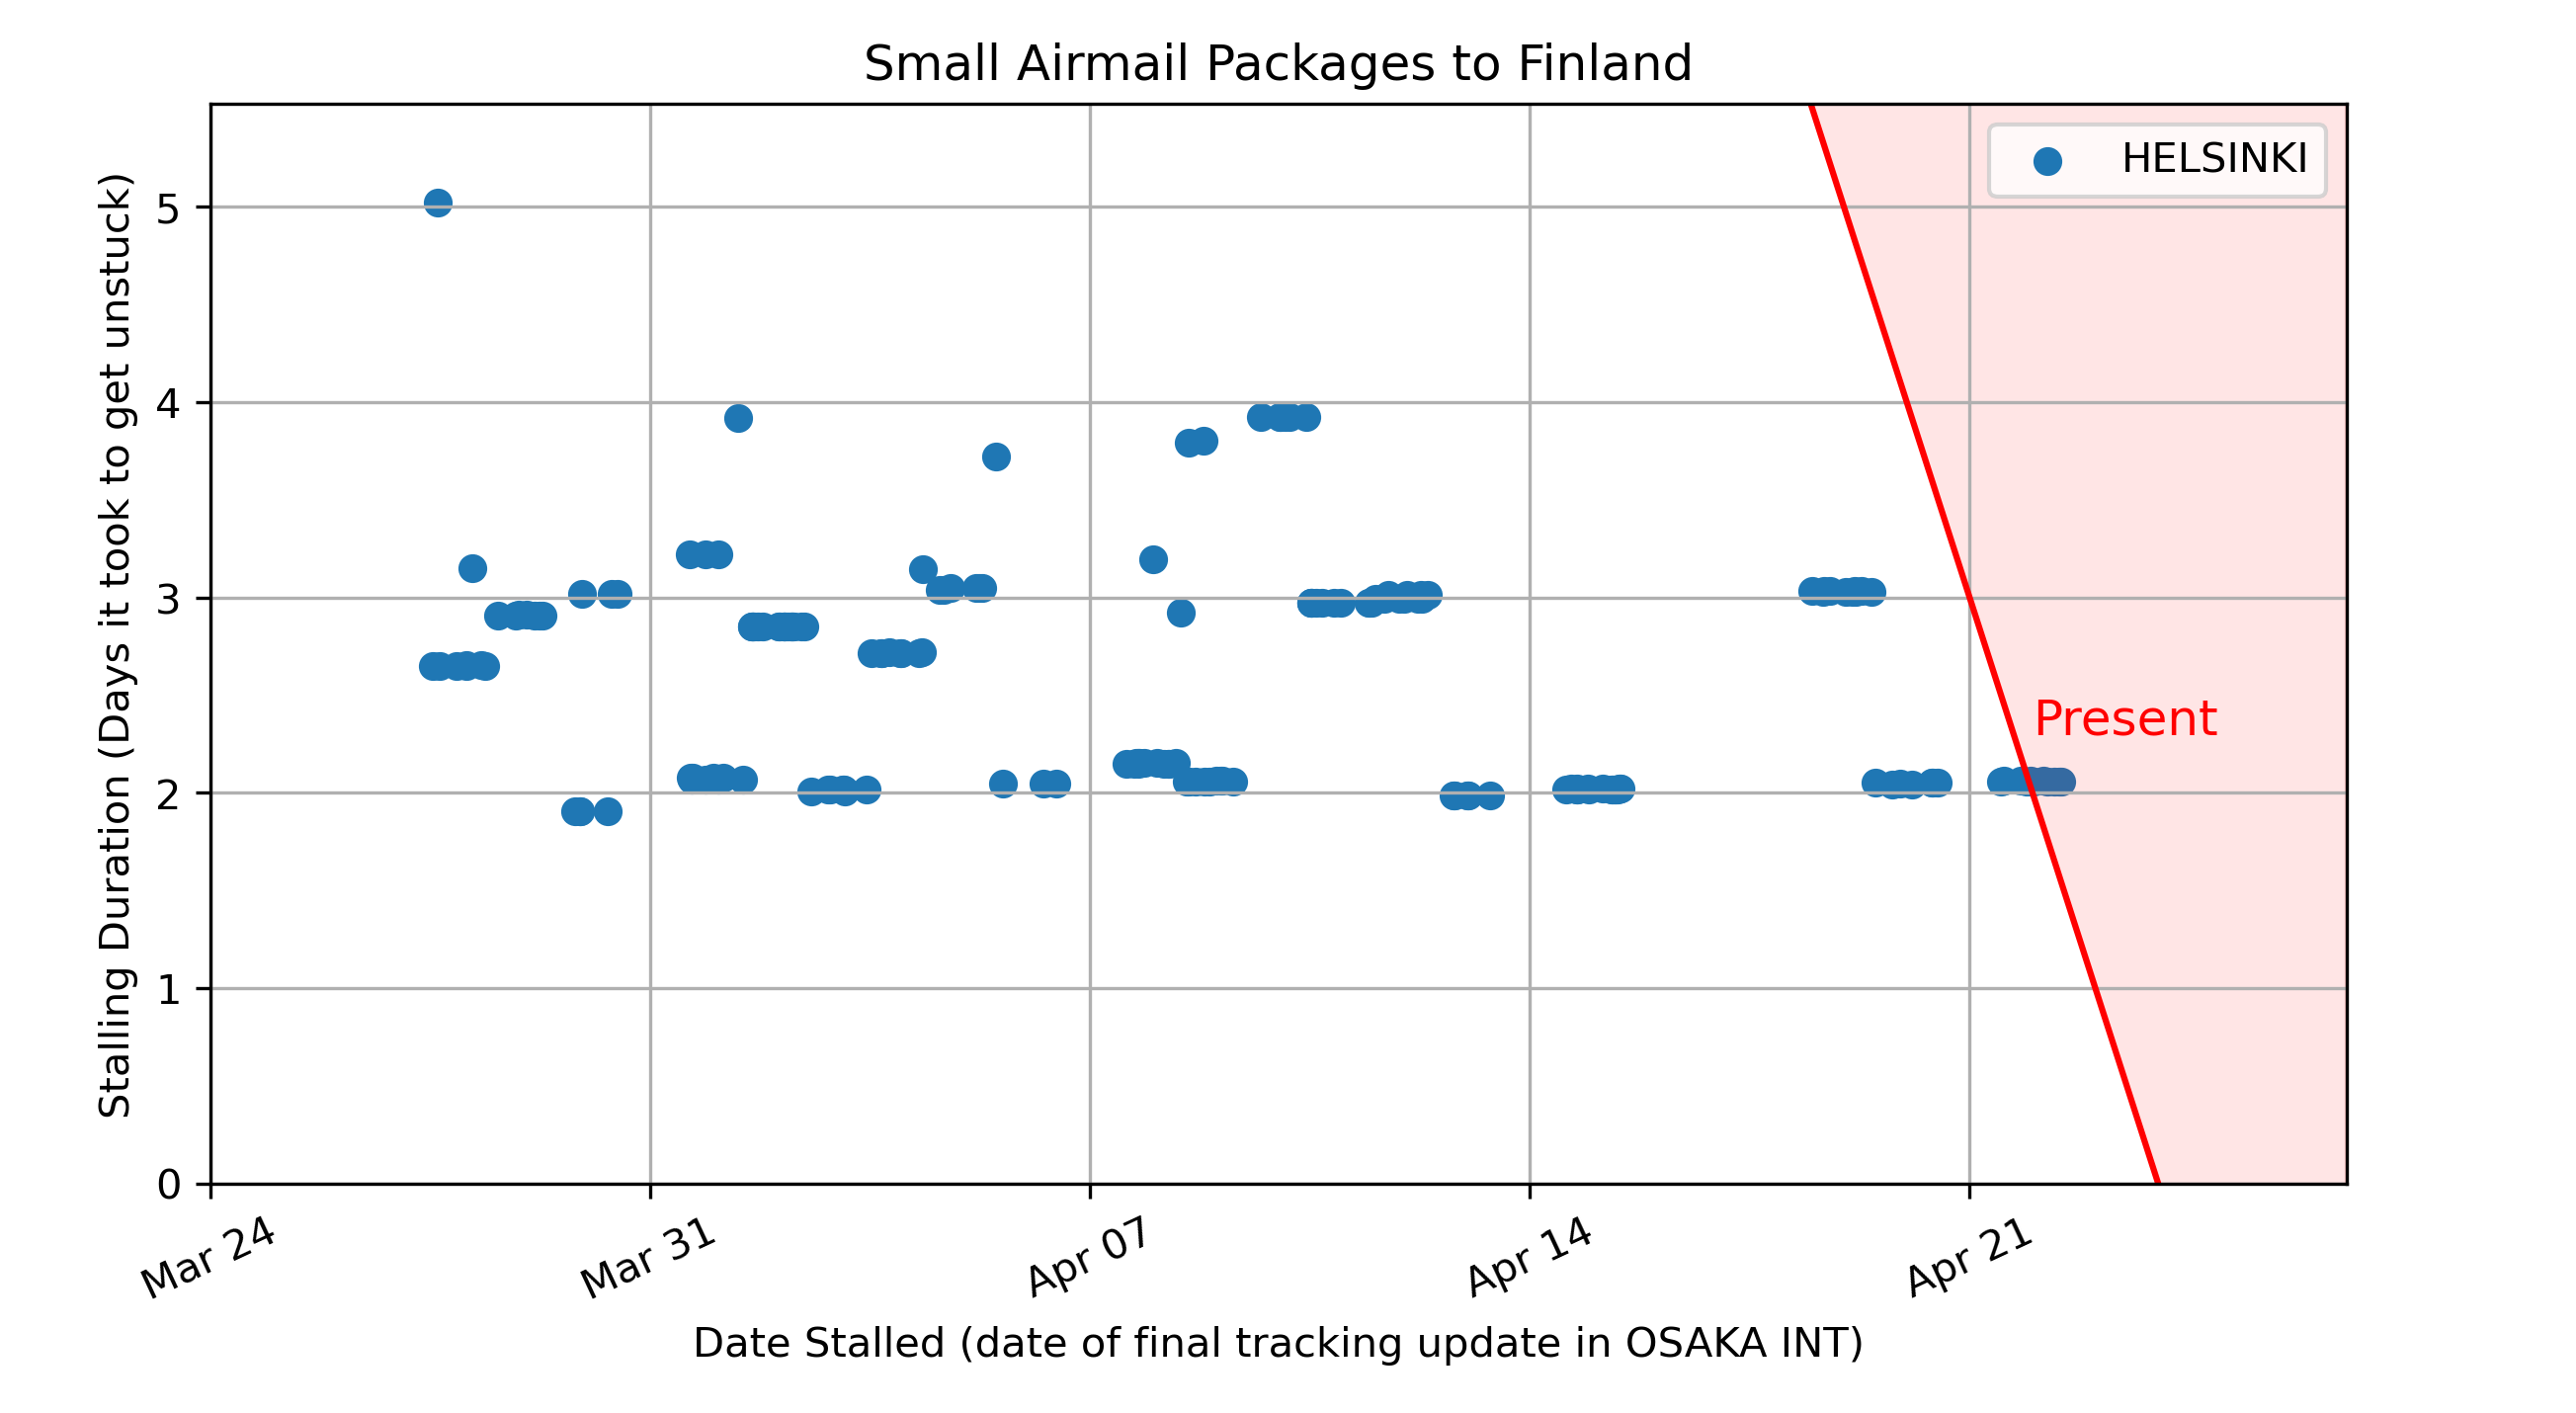 Small Airmail Packages to Finland
HELSINKI
Stalling Duration (Days it took to get unstuck)
5
4
3
2
1
0
Present
Mar 24
Mar 31
Apr 07
Apr 14
Apr 21
Date Stalled (date of final tracking update in OSAKA INT)